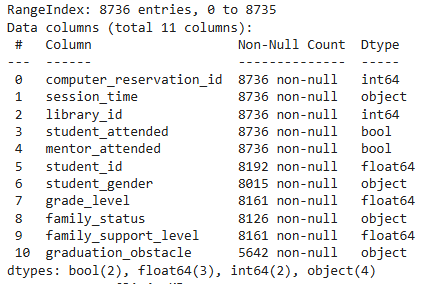 RangeIndex: 8736 entries, 0 to 8735
Data columns (total 11 columns):
 #   Column                   Non-Null Count  Dtype
---  ------                   --------------  -----
 0   computer_reservation_id  8736 non-null   int64
 1   session_time             8736 non-null   object
 2   library_id               8736 non-null   int64
 3   student_attended         8736 non-null   bool
 4   mentor_attended          8736 non-null   bool
 5   student_id               8192 non-null   float64
 6   student_gender           8015 non-null   object
 7   grade_level              8161 non-null   float64
 8   family_status            8126 non-null   object
 9   family_support_level     8161 non-null   float64
 10  graduation_obstacle      5642 non-null   object
dtypes: bool(2), float64(3), int64(2), object(4)